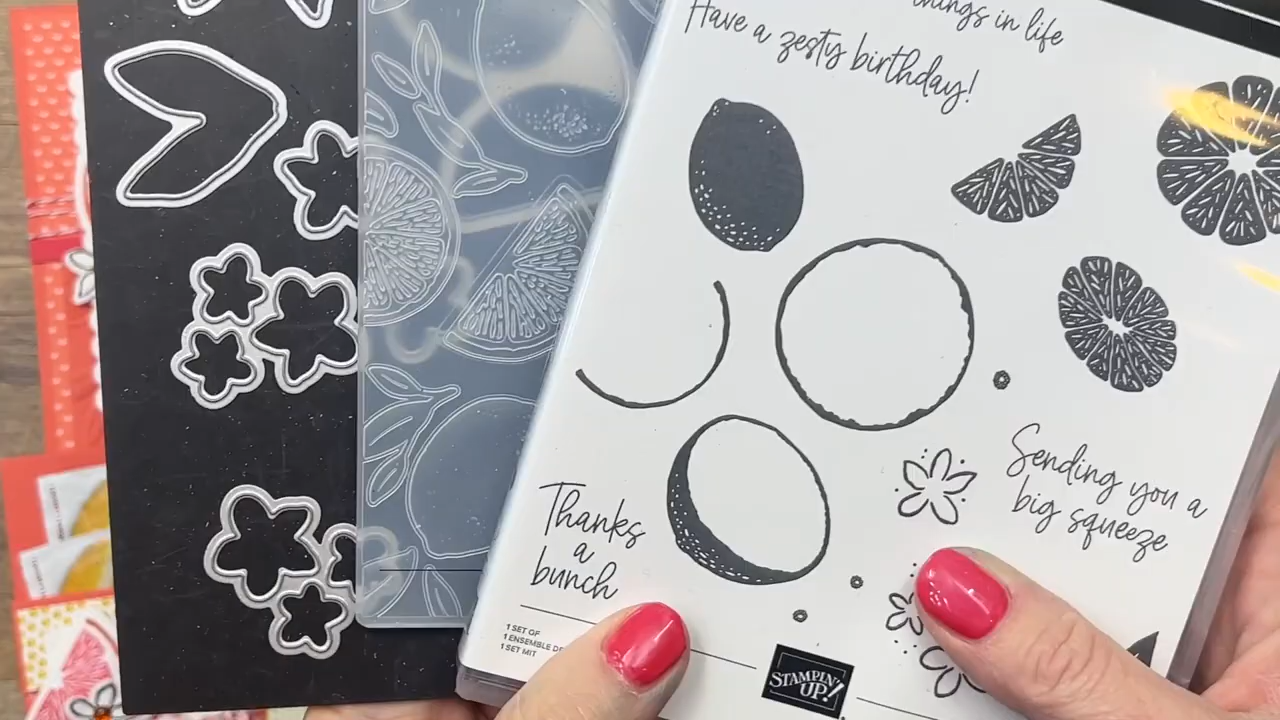 things in life
Have a zesty birthday!
Sending you a
big squeeze
Thanks
a
bunch
1 SET OF
1 ENSEMBLE DE
1 SET MIT
STAMPIN'
UP!